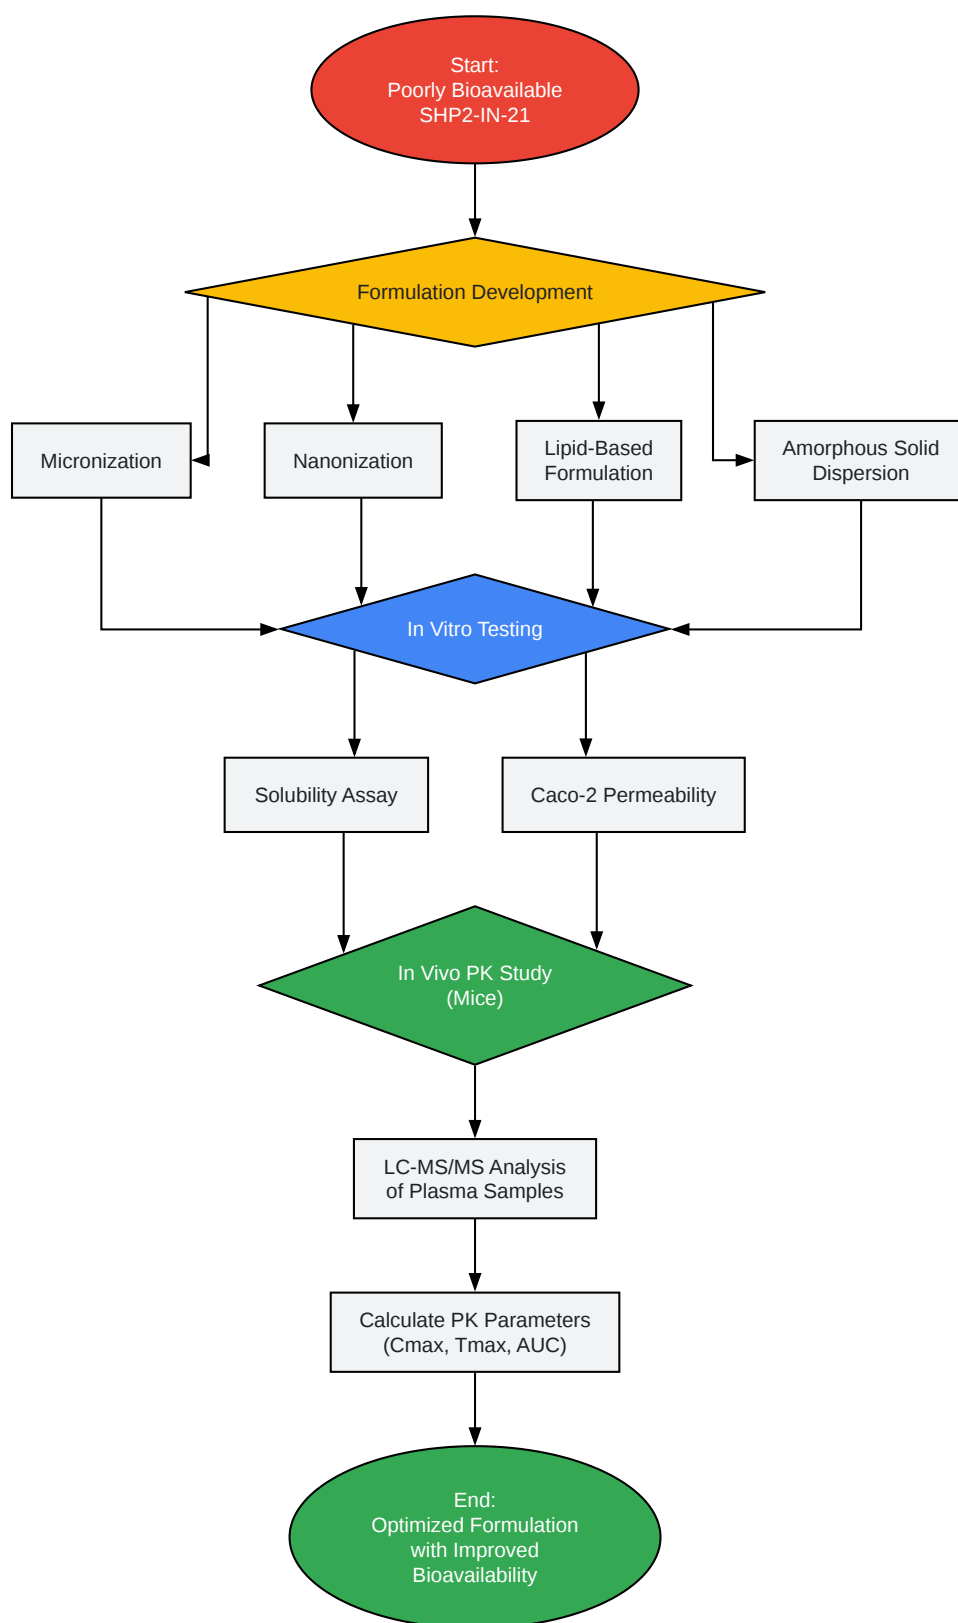 Start:
Poorly Bioavailable
SHP2-IN-21
Formulation Development
Micronization
Nanonization
Lipid-Based
Formulation
Amorphous Solid
Dispersion
In Vitro Testing
Solubility Assay
Caco-2 Permeability
In Vivo PK Study
(Mice)
LC-MS/MS Analysis
of Plasma Samples
Calculate PK Parameters
(Cmax, Tmax, AUC)
End:
Optimized Formulation
with Improved
Bioavailability